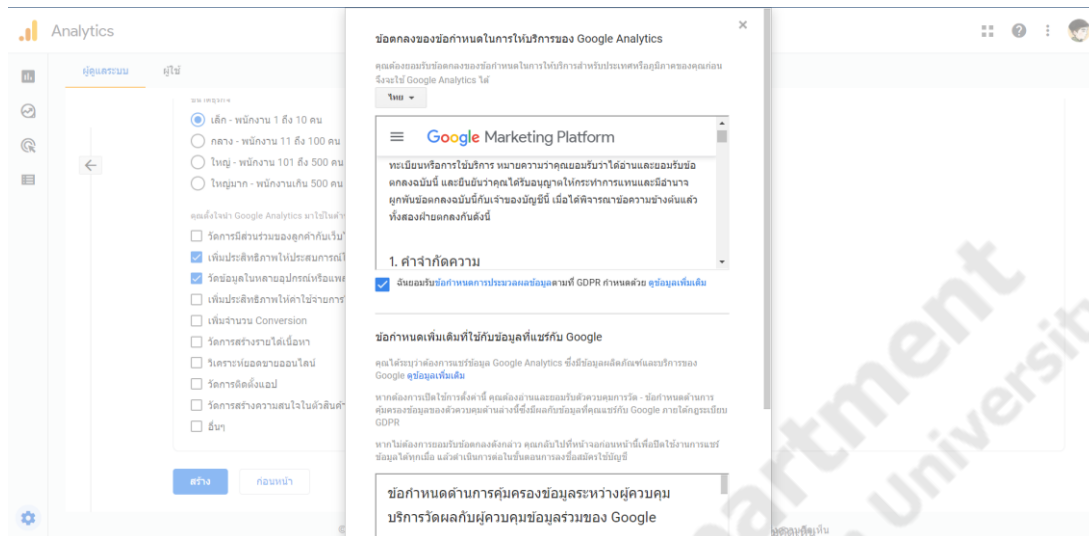 Analytics
ผู้ดูแลระบบ ผู้ใช้
เล็ก - พนักงาน 1 ถึง 10 คน
กลาง - พนักงาน 11 ถึง 100 คน
ใหญ่ - พนักงาน 101 ถึง 500 คน
ใหญ่มาก - พนักงานเกิน 500 คน
คุณตั้งใจนำ Google Analytics มาใช้ในด้าน
วัดการมีส่วนร่วมของลูกค้ากับเว็บ
เพิ่มประสิทธิภาพให้ประสบการณ์
วัดข้อมูลในหลายอุปกรณ์หรือแพ
เพิ่มประสิทธิภาพให้ค่าใช้จ่ายการ
เพิ่มจำนวน Conversion
วัดการสร้างรายได้เนื้อหา
วิเคราะห์ยอดขายออนไลน์
วัดการติดตั้งแอป
วัดการสร้างความสนใจในตัวสินค้า
อื่นๆ
สร้าง ก่อนหน้า
ข้อตกลงของข้อกำหนดในการให้บริการของ Google Analytics
คุณต้องยอมรับข้อตกลงของข้อกำหนดในการให้บริการสำหรับประเทศหรือภูมิภาคของคุณก่อน
จึงจะใช้ Google Analytics ได้
ไทย
Google Marketing Platform
ทะเบียนหรือการใช้บริการ หมายความว่าคุณยอมรับว่าได้อ่านและยอมรับข้อ
ตกลงฉบับนี้ และยืนยันว่าคุณได้รับอนุญาตให้กระทำการแทนและมีอำนาจ
ผูกพันข้อตกลงฉบับนี้กับเจ้าของบัญชีนี้ เมื่อได้พิจารณาข้อความข้างต้นแล้ว
ทั้งสองฝ่ายตกลงกันดังนี้
1. คำจำกัดความ
ฉันยอมรับข้อกำหนดการประมวลผลข้อมูลตามที่ GDPR กำหนดด้วย ดูข้อมูลเพิ่มเติม
ข้อกำหนดเพิ่มเติมที่ใช้กับข้อมูลที่แชร์กับ Google
คุณได้ระบุว่าต้องการแชร์ข้อมูล Google Analytics ซึ่งมีข้อมูลผลิตภัณฑ์และบริการของ
Google ดูข้อมูลเพิ่มเติม
หากต้องการเปิดใช้การตั้งค่านี้ คุณต้องอ่านและยอมรับตัวควบคุมการวัด - ข้อกำหนดด้านการ
คุ้มครองข้อมูลของตัวควบคุมด้านล่างนี้ซึ่งมีผลกับข้อมูลที่คุณแชร์กับ Google ภายใต้กฎระเบียบ
GDPR
หากไม่ต้องการยอมรับข้อตกลงดังกล่าว คุณกลับไปที่หน้าจอก่อนหน้านี้เพื่อปิดใช้งานการแชร์
ข้อมูลได้ทุกเมื่อ แล้วดำเนินการต่อในขั้นตอนการลงชื่อสมัครใช้บัญชี
ข้อกำหนดด้านการคุ้มครองข้อมูลระหว่างผู้ควบคุม
บริการวัดผลกับผู้ควบคุมข้อมูลร่วมของ Google